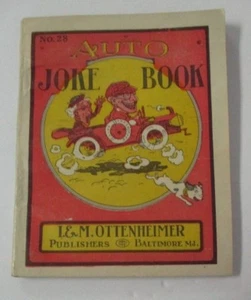 NO. 28
AUTO
JOKE BOOK
I.&M. OTTENHEIMER
PUBLISHERS BALTIMORE MD.